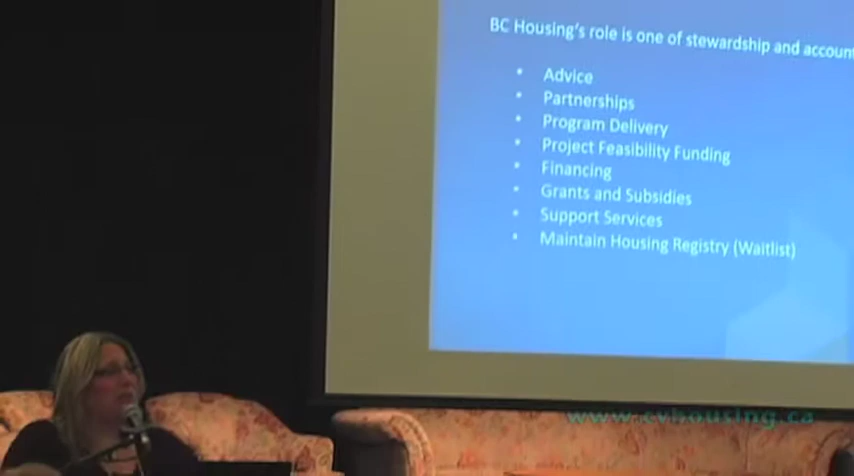 BC Housing's role is one of stewardship and account
• Advice
• Partnerships
• Program Delivery
• Project Feasibility Funding
• Financing
• Grants and Subsidies
• Support Services
• Maintain Housing Registry (Waitlist)
www.cvhousing.ca